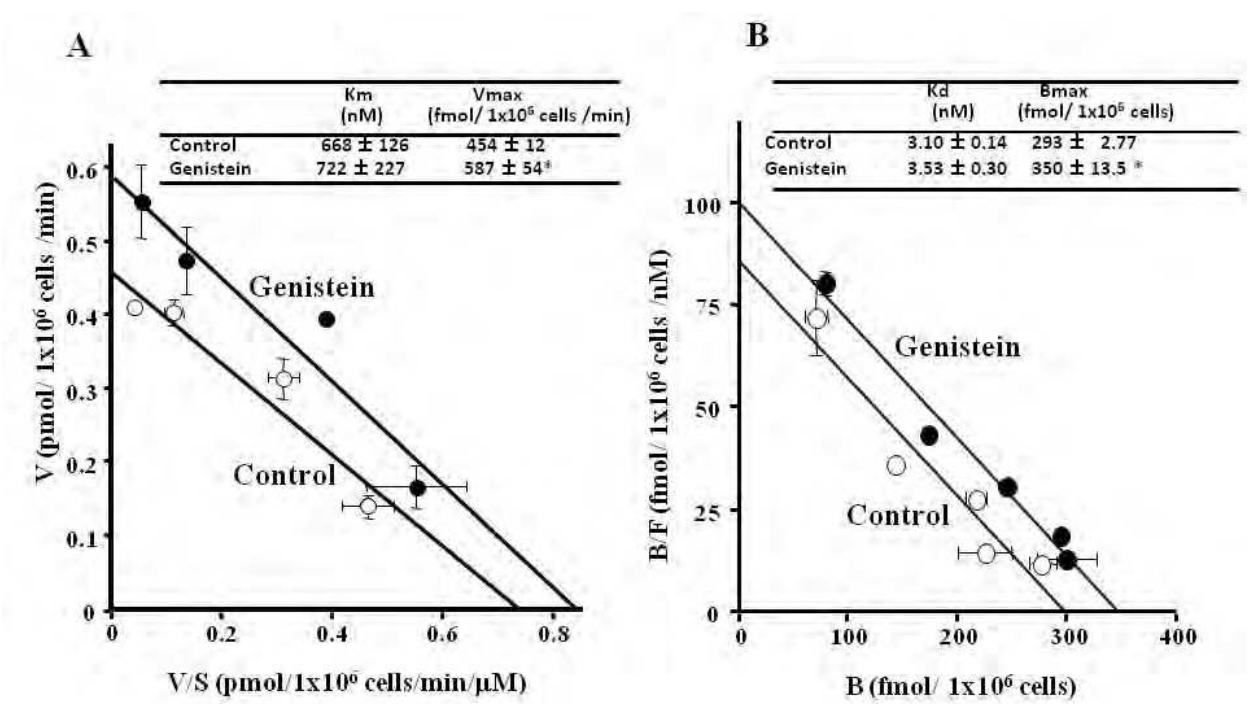 A
Km Vmax
(nM) (fmol/ 1x10⁶ cells /min)
Control 668 ± 126 454 ± 12
Genistein 722 ± 227 587 ± 54*
V (pmol/ 1x10⁶ cells /min)
0.6
0.5
0.4
0.3
0.2
0.1
0
Genistein
Control
0 0.2 0.4 0.6 0.8
V/S (pmol/1x10⁶ cells/min/µM)
B
Kd Bmax
(nM) (fmol/ 1x10⁶ cells)
Control 3.10 ± 0.14 293 ± 2.77
Genistein 3.53 ± 0.30 350 ± 13.5 *
B/F (fmol/ 1x10⁶ cells /nM)
100
75
50
25
0
Genistein
Control
0 100 200 300 400
B (fmol/ 1x10⁶ cells)